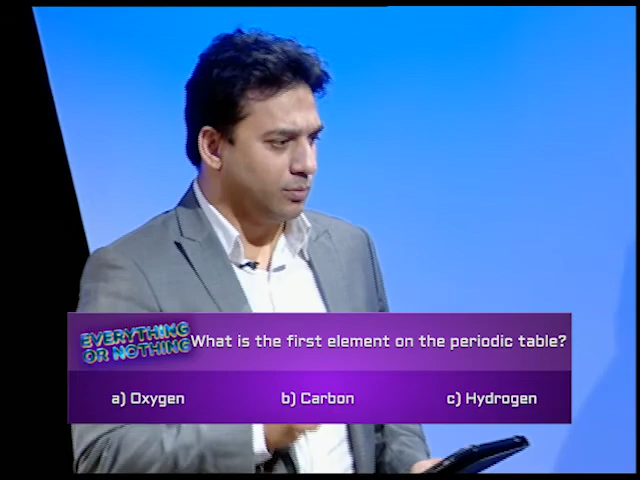 EVERYTHING
OR NOTHING
What is the first element on the periodic table?
a) Oxygen b) Carbon c) Hydrogen